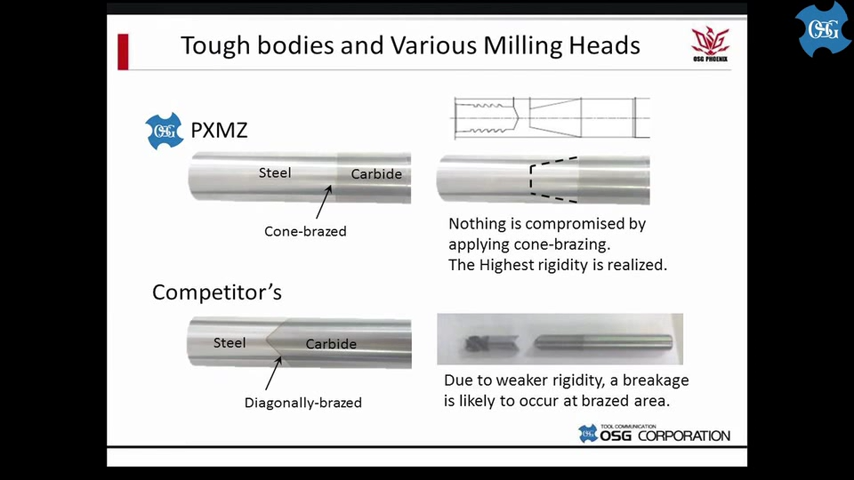 Tough bodies and Various Milling Heads
OSG PHOENIX
OSG
OSG
PXMZ
Steel
Carbide
Cone-brazed
Nothing is compromised by
applying cone-brazing.
The Highest rigidity is realized.
Competitor's
Steel
Carbide
Diagonally-brazed
Due to weaker rigidity, a breakage
is likely to occur at brazed area.
TOOL COMMUNICATION
OSG CORPORATION